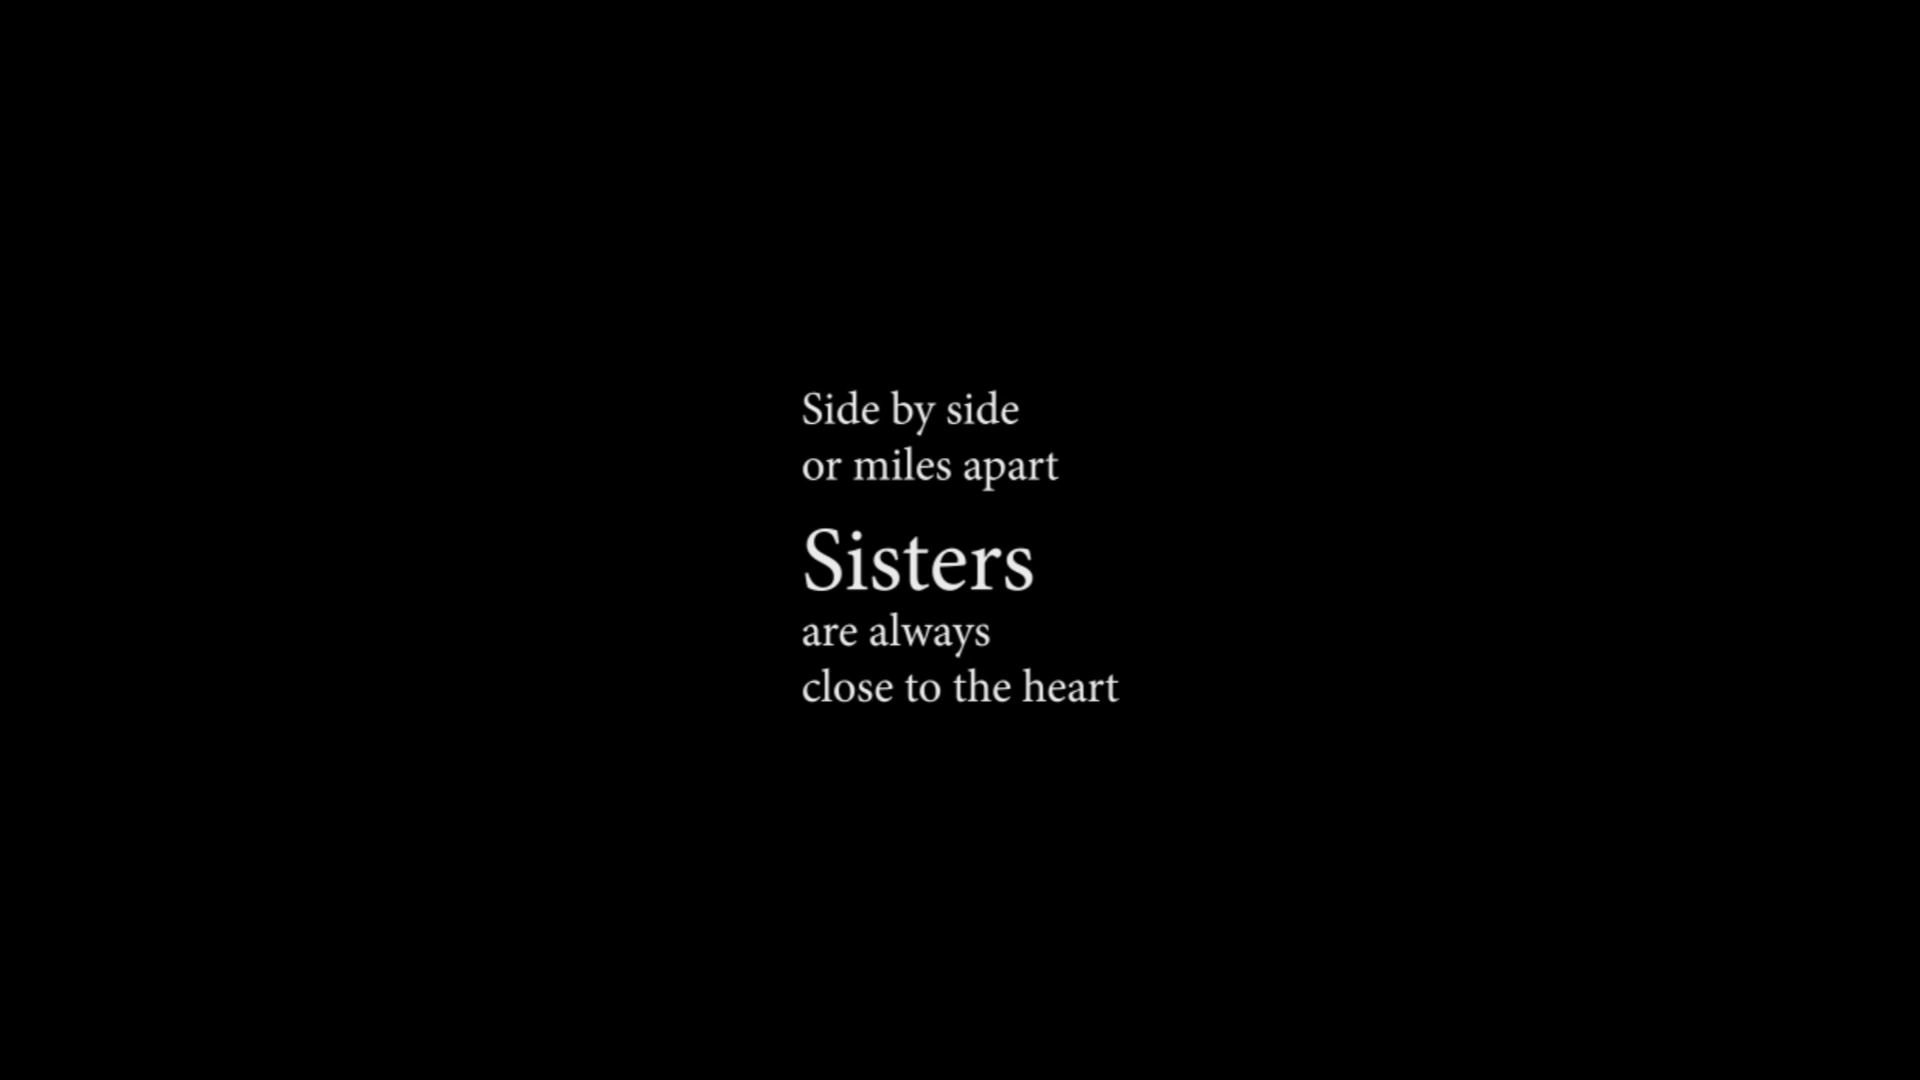 Side by side
or miles apart
Sisters
are always
close to the heart